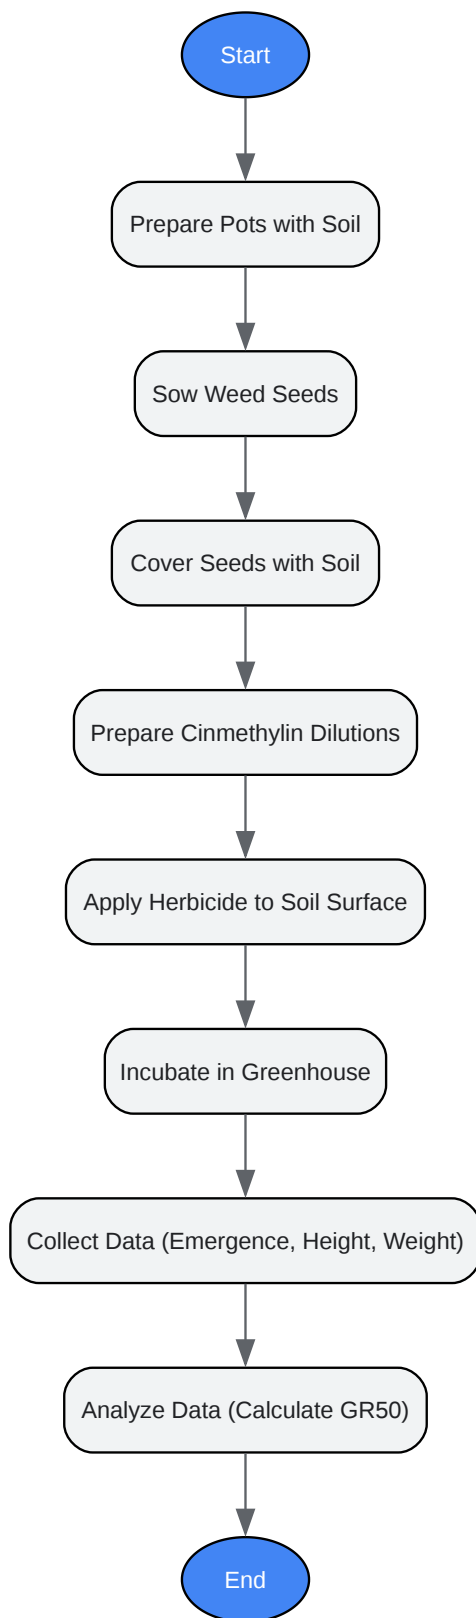 Start
Prepare Pots with Soil
Sow Weed Seeds
Cover Seeds with Soil
Prepare Cinmethylin Dilutions
Apply Herbicide to Soil Surface
Incubate in Greenhouse
Collect Data (Emergence, Height, Weight)
Analyze Data (Calculate GR50)
End